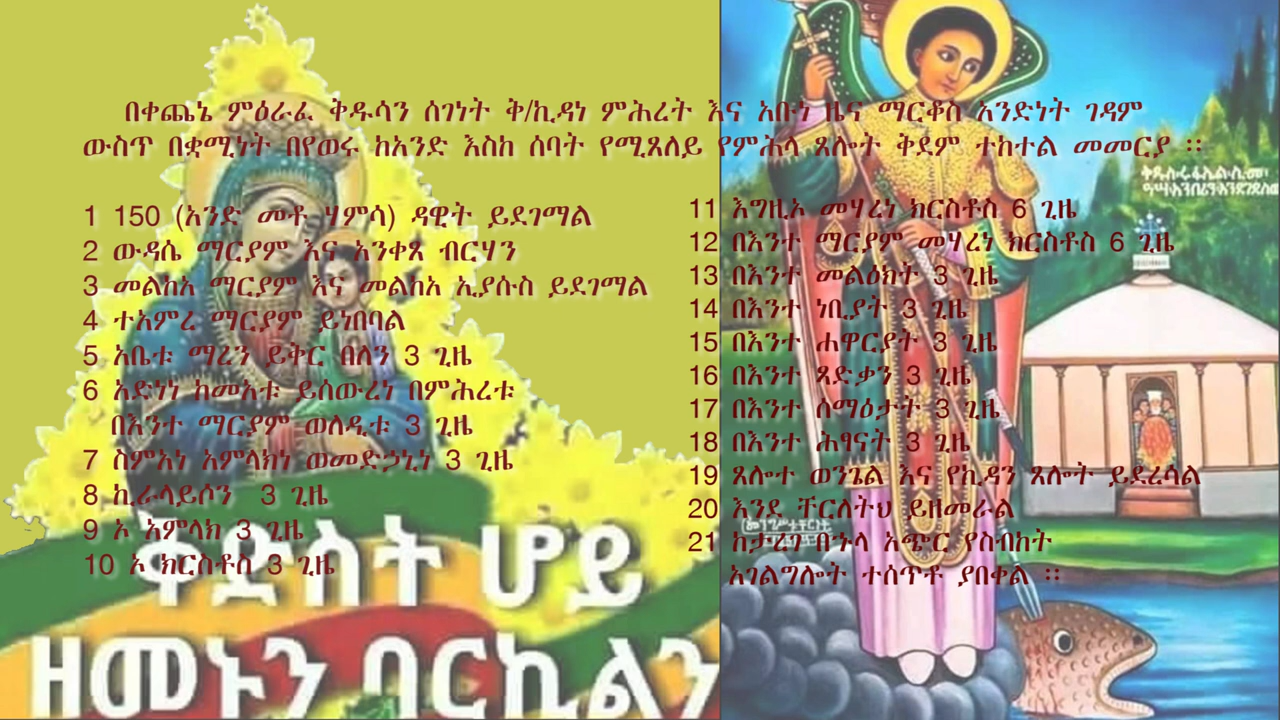 በቀጨኔ ምዕራፈ ቅዱሳን ሰገነት ቅ/ኪዳነ ምሕረት እና አቡነ ዜና ማርቆስ አንድነት ገዳም
ውስጥ በቋሚነት በየወሩ ከአንድ እስከ ሰባት የሚጸለይ የምሕላ ጸሎት ቅደም ተከተል መመርያ ፡፡
1 150 (አንድ መቶ ሃምሳ) ዳዊት ይደገማል
2 ውዳሴ ማርያም እና አንቀጸ ብርሃን
3 መልከአ ማርያም እና መልከአ ኢያሱስ ይደገማል
4 ተአምረ ማርያም ይነበባል
5 አቤቱ ማረን ይቅር በለን 3 ጊዜ
6 አድነነ ከመአቱ ይሰውረነ በምሕረቱ
በእንተ ማርያም ወለዲቱ 3 ጊዜ
7 ስምአነ አምላክነ ወመድኃኒነ 3 ጊዜ
8 ኪራላይሶን 3 ጊዜ
9 ኦ አምላክ 3 ጊዜ
10 ኦ ክርስቶስ 3 ጊዜ
11 እግዚኦ መሃረነ ክርስቶስ 6 ጊዜ
12 በእንተ ማርያም መሃረነ ክርስቶስ 6 ጊዜ
13 በእንተ መልዕክት 3 ጊዜ
14 በእንተ ነቢያት 3 ጊዜ
15 በእንተ ሐዋርያት 3 ጊዜ
16 በእንተ ጻድቃን 3 ጊዜ
17 በእንተ ሰማዕታት 3 ጊዜ
18 በእንተ ሕፃናት 3 ጊዜ
19 ጸሎተ ወንጌል እና የኪዳን ጸሎት ይደረሳል
20 እንደ ቸርለትህ ይዘመራል
21 ከታረገ በኁላ አጭር የስብከት
አገልግሎት ተሰጥቶ ያበቀል ፡፡
ቅድስት ሆይ
ዘመኑን ባርኪልን